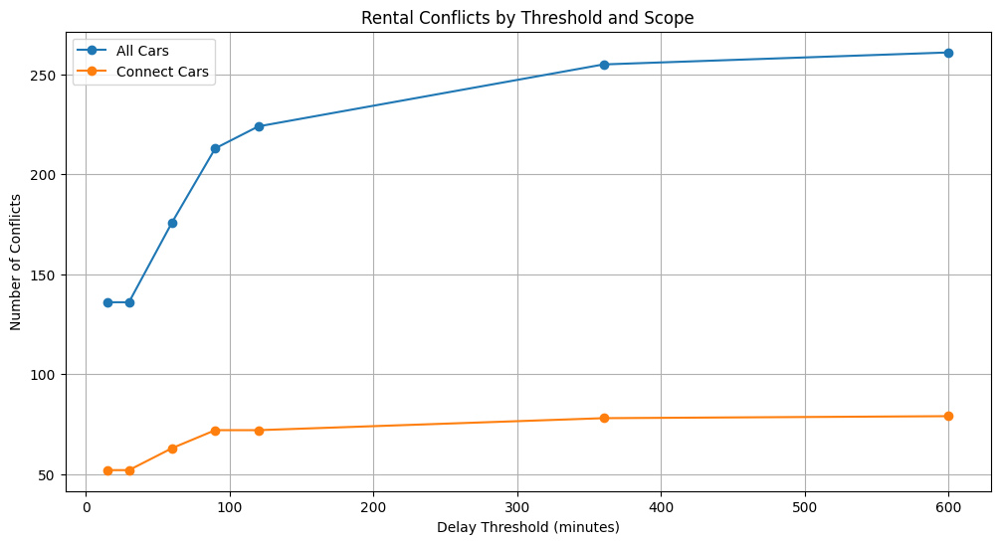 Rental Conflicts by Threshold and Scope
All Cars
Connect Cars
Number of Conflicts
250
200
150
100
50
0 100 200 300 400 500 600
Delay Threshold (minutes)